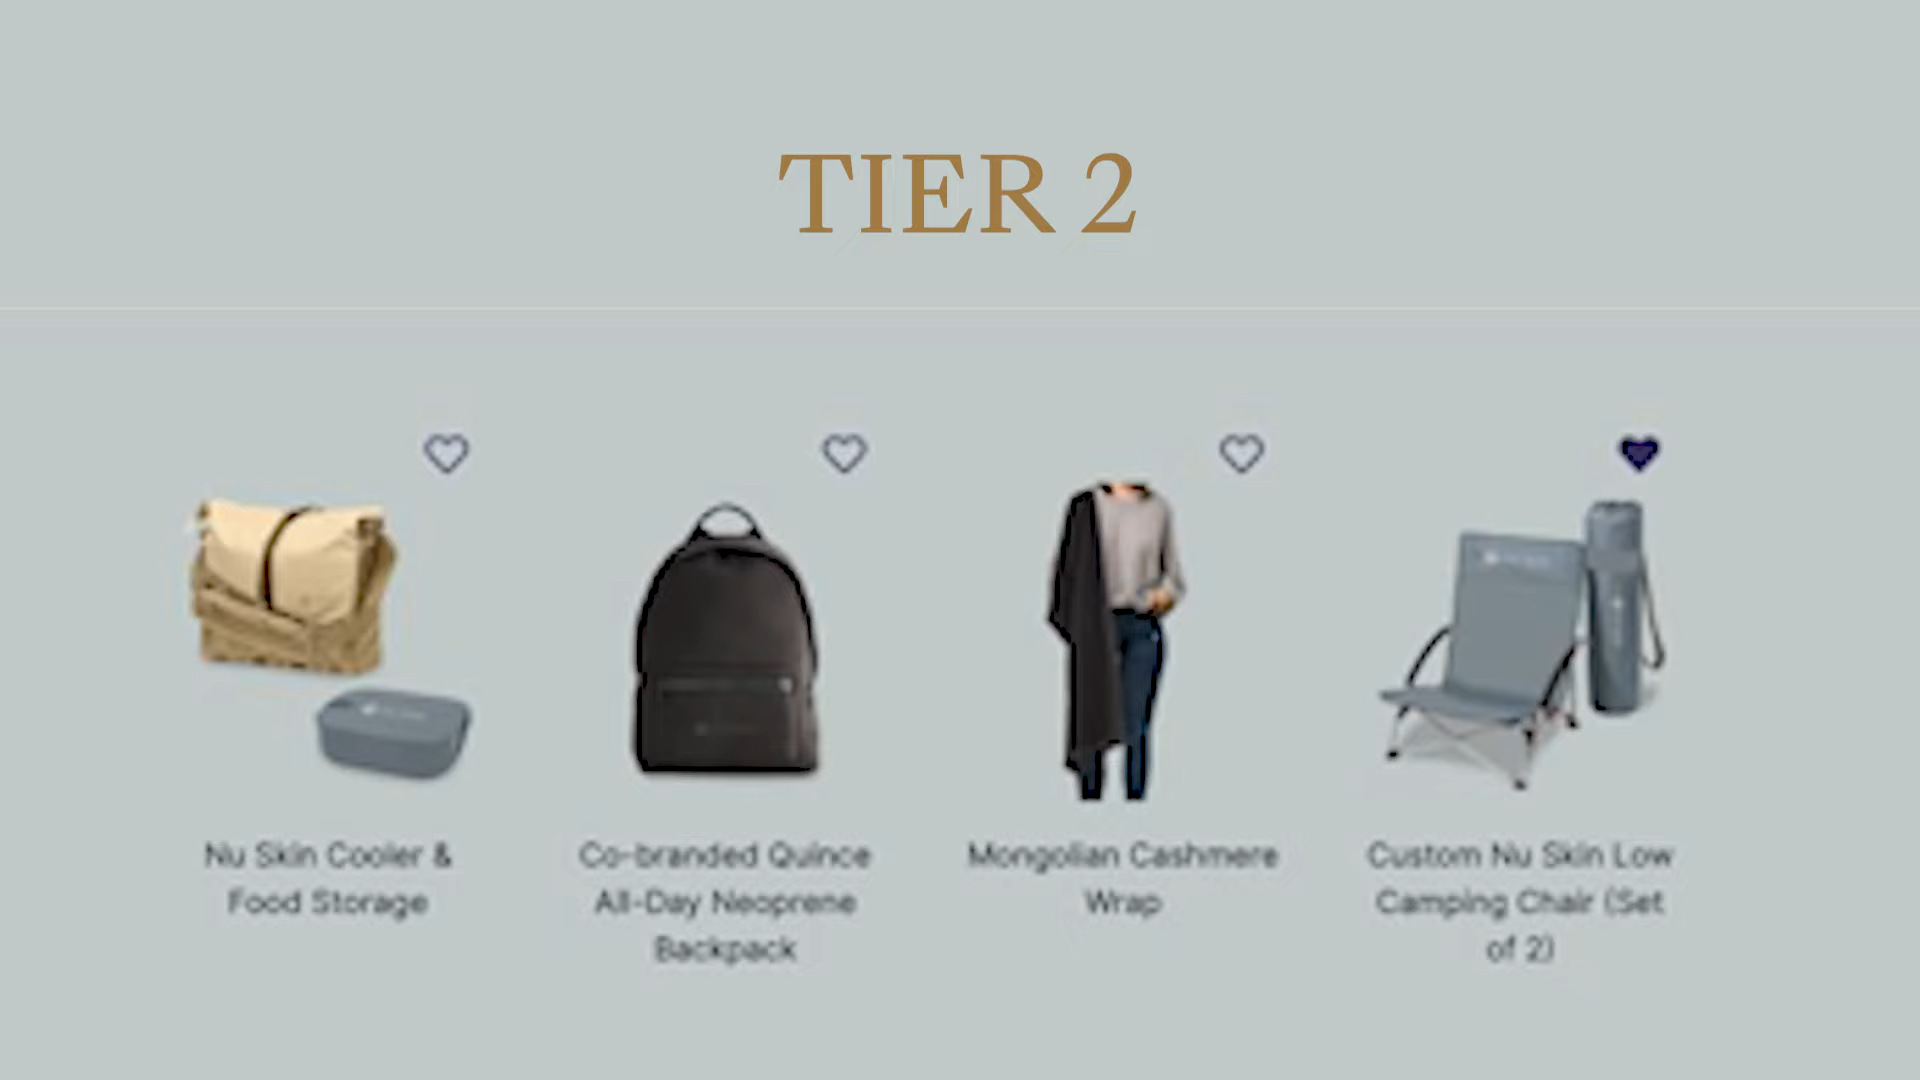 TIER 2
Nu Skin Cooler &
Food Storage
Co-branded Quince
All-Day Neoprene
Backpack
Mongolian Cashmere
Wrap
Custom Nu Skin Low
Camping Chair (Set
of 2)